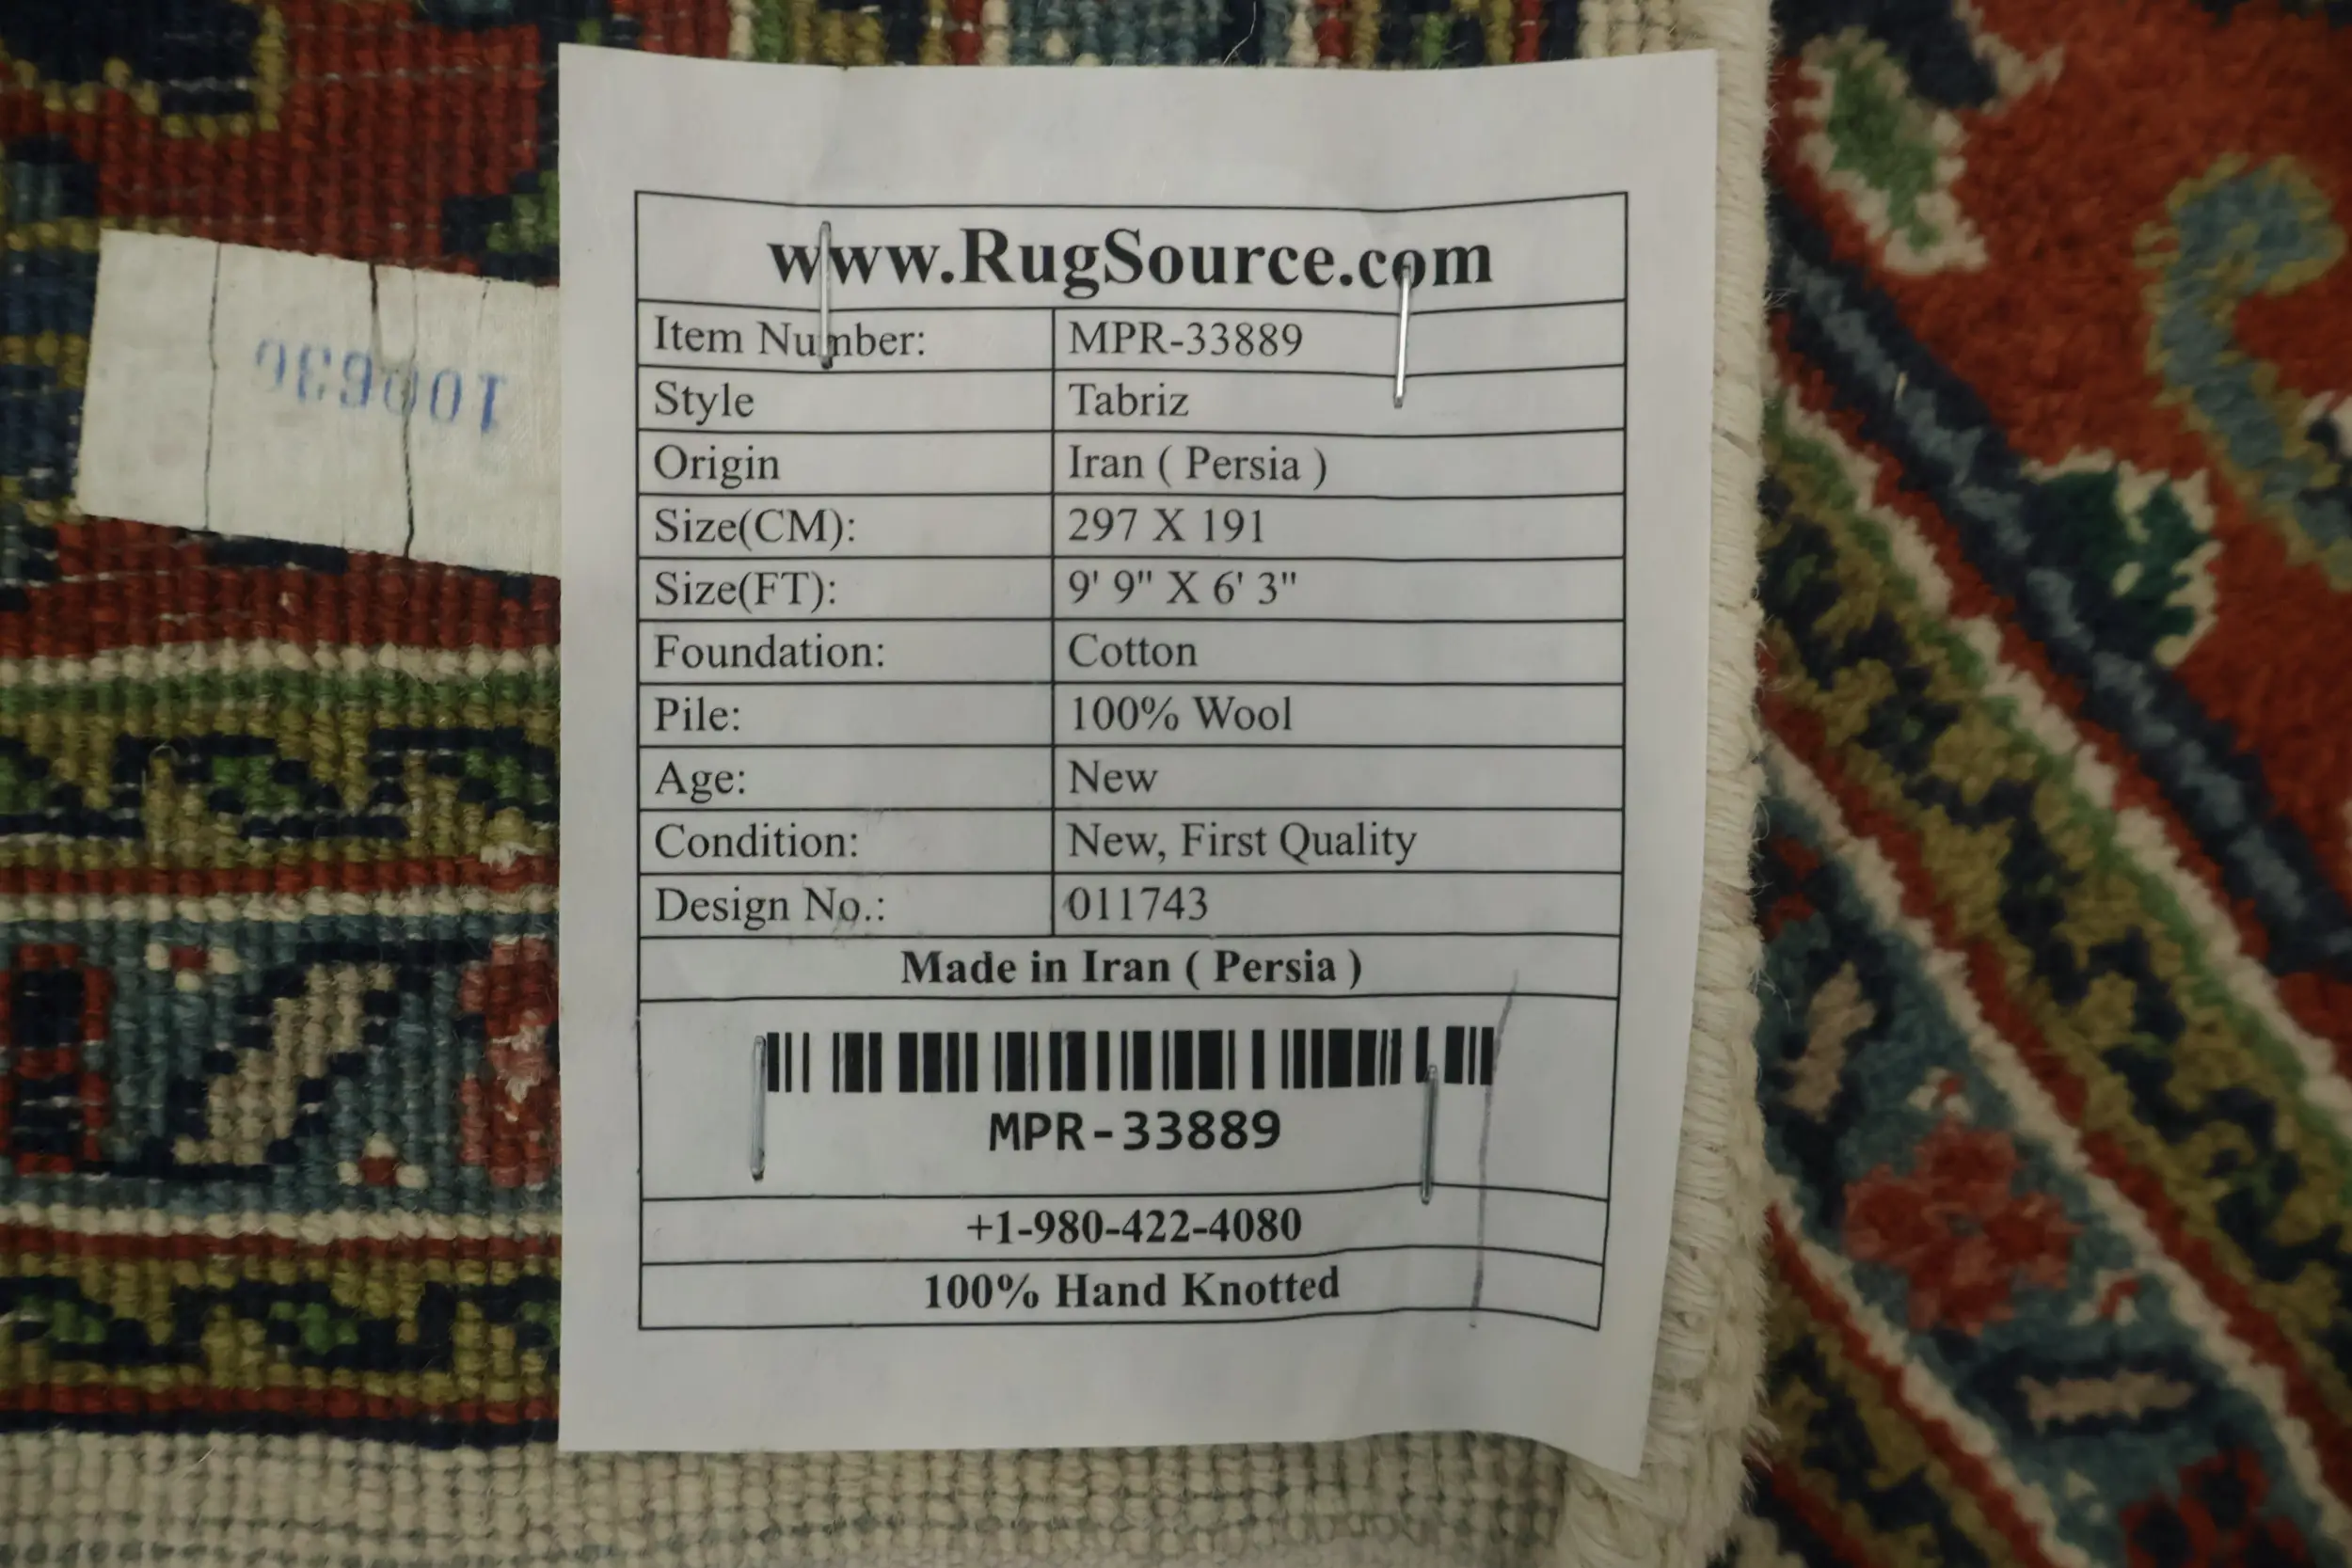 www.RugSource.com
Item Number: MPR-33889
Style Tabriz
Origin Iran ( Persia )
Size(CM): 297 X 191
Size(FT): 9' 9" X 6' 3"
Foundation: Cotton
Pile: 100% Wool
Age: New
Condition: New, First Quality
Design No.: 011743
Made in Iran ( Persia )
MPR-33889
+1-980-422-4080
100% Hand Knotted